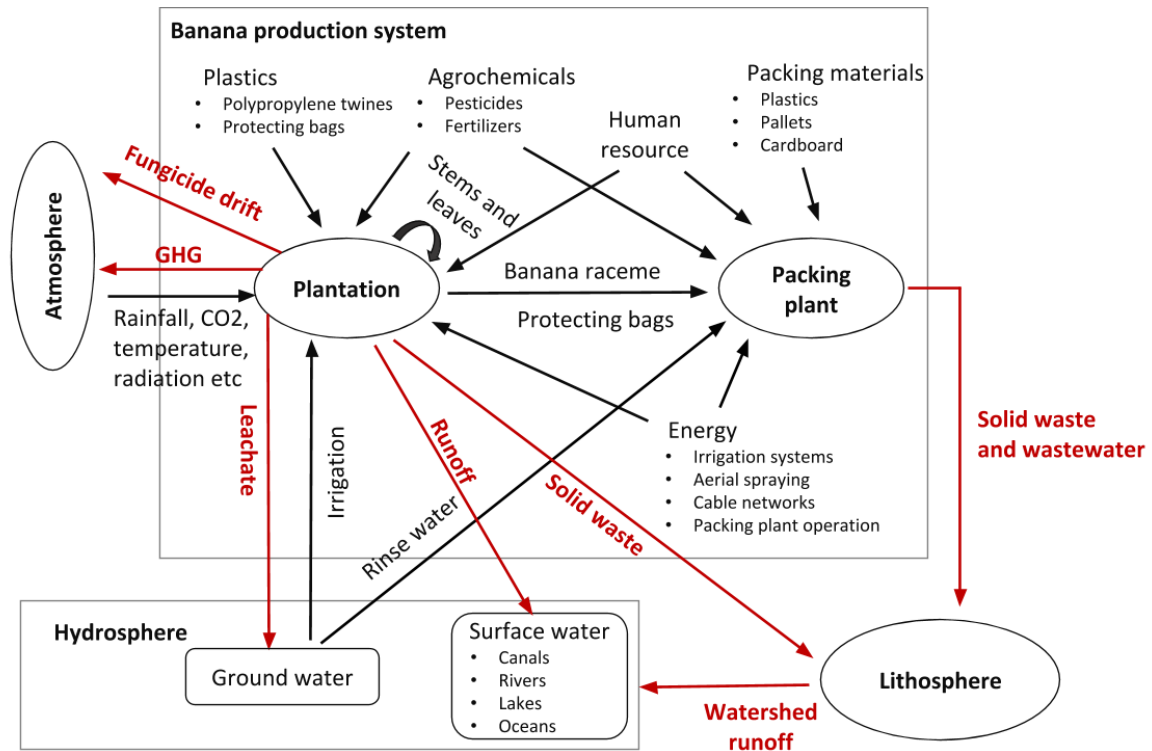 Banana production system
Plastics
• Polypropylene twines
• Protecting bags
Agrochemicals
• Pesticides
• Fertilizers
Human
resource
Packing materials
• Plastics
• Pallets
• Cardboard
Fungicide drift
Stems and
leaves
Atmosphere
GHG
Plantation
Banana raceme
Protecting bags
Packing
plant
Rainfall, CO2,
temperature,
radiation etc
Leachate
Irrigation
Rinse water
Runoff
Solid waste
Energy
• Irrigation systems
• Aerial spraying
• Cable networks
• Packing plant operation
Solid waste
and wastewater
Hydrosphere
Ground water
Surface water
• Canals
• Rivers
• Lakes
• Oceans
Watershed
runoff
Lithosphere